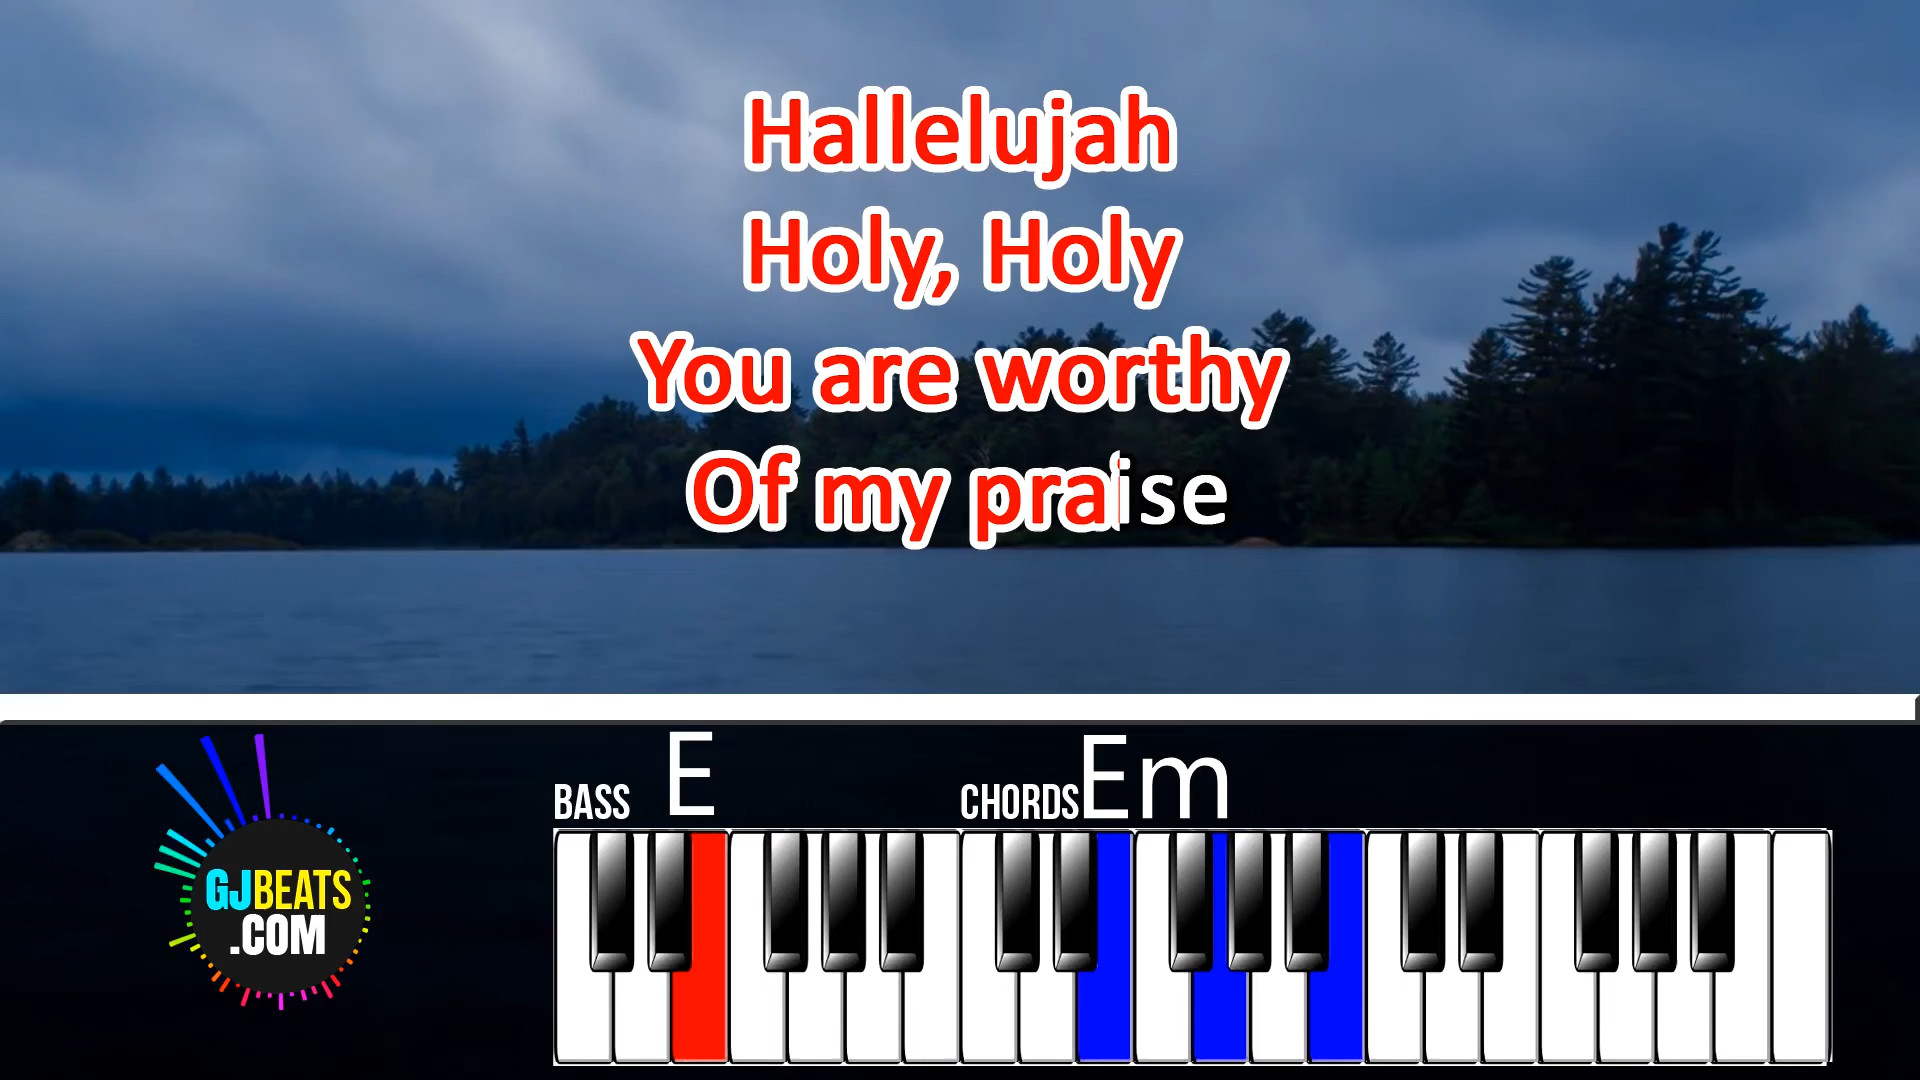 Hallelujah
Holy, Holy
You are worthy
Of my praise
BASS E
CHORDS Em
GJBEATS
.COM